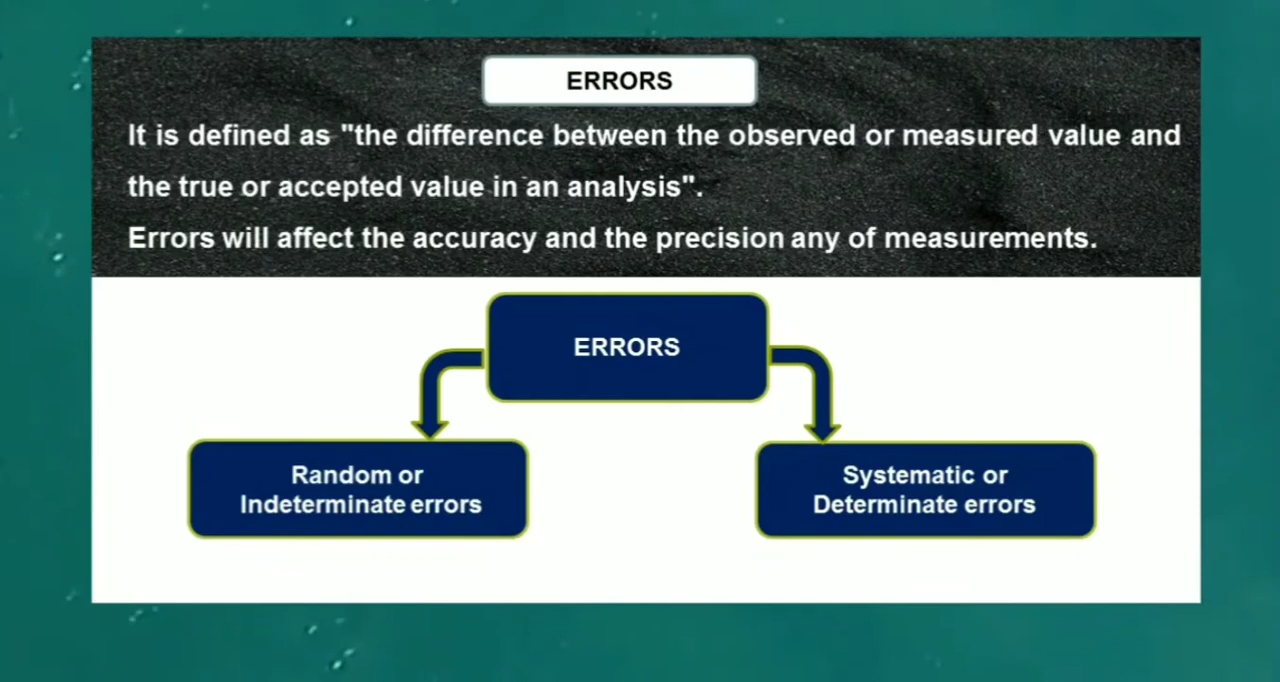 ERRORS
It is defined as "the difference between the observed or measured value and
the true or accepted value in an analysis".
Errors will affect the accuracy and the precision any of measurements.
ERRORS
Random or
Indeterminate errors
Systematic or
Determinate errors